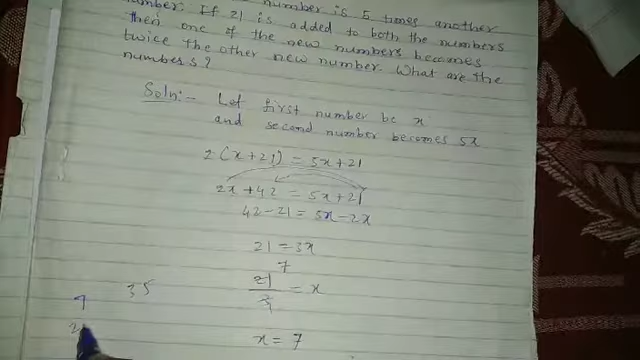 number is 5 times another
number. If 21 is added to both the numbers
then one of the new numbers becomes
twice the other new number. What are the
numbers?
Soln:- Let first number be x
and second number becomes 5x
2(x+21) = 5x+21
2x+42 = 5x+21
42-21 = 5x-2x
21 = 3x
7
21
= x
3
x = 7
7 35
2